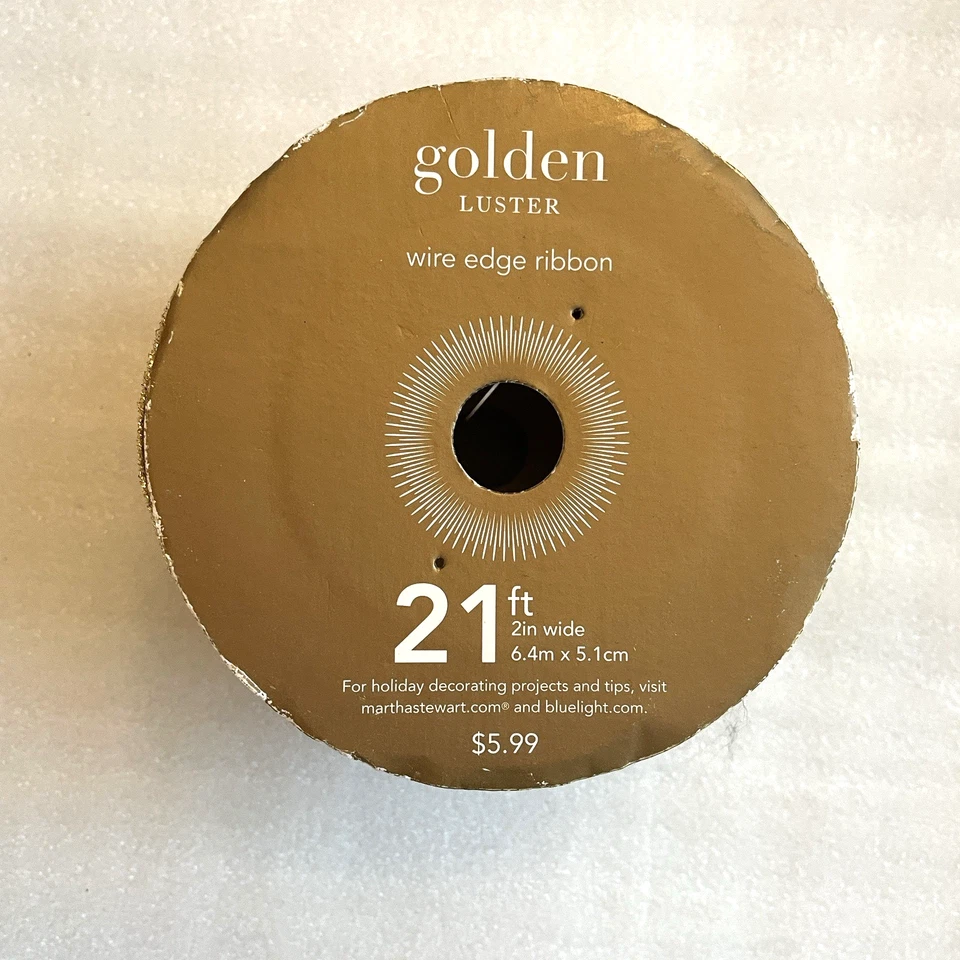 golden
LUSTER
wire edge ribbon
21 ft
2in wide
6.4m x 5.1cm
For holiday decorating projects and tips, visit
marthastewart.com® and bluelight.com.
$5.99